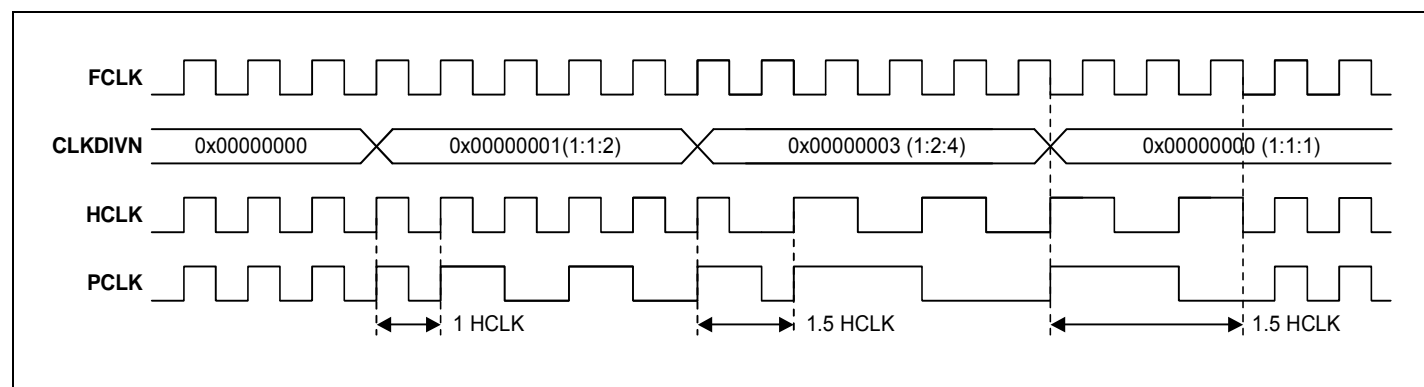 FCLK
CLKDIVN 0x00000000 0x00000001(1:1:2) 0x00000003 (1:2:4) 0x00000000 (1:1:1)
HCLK
PCLK
1 HCLK 1.5 HCLK 1.5 HCLK